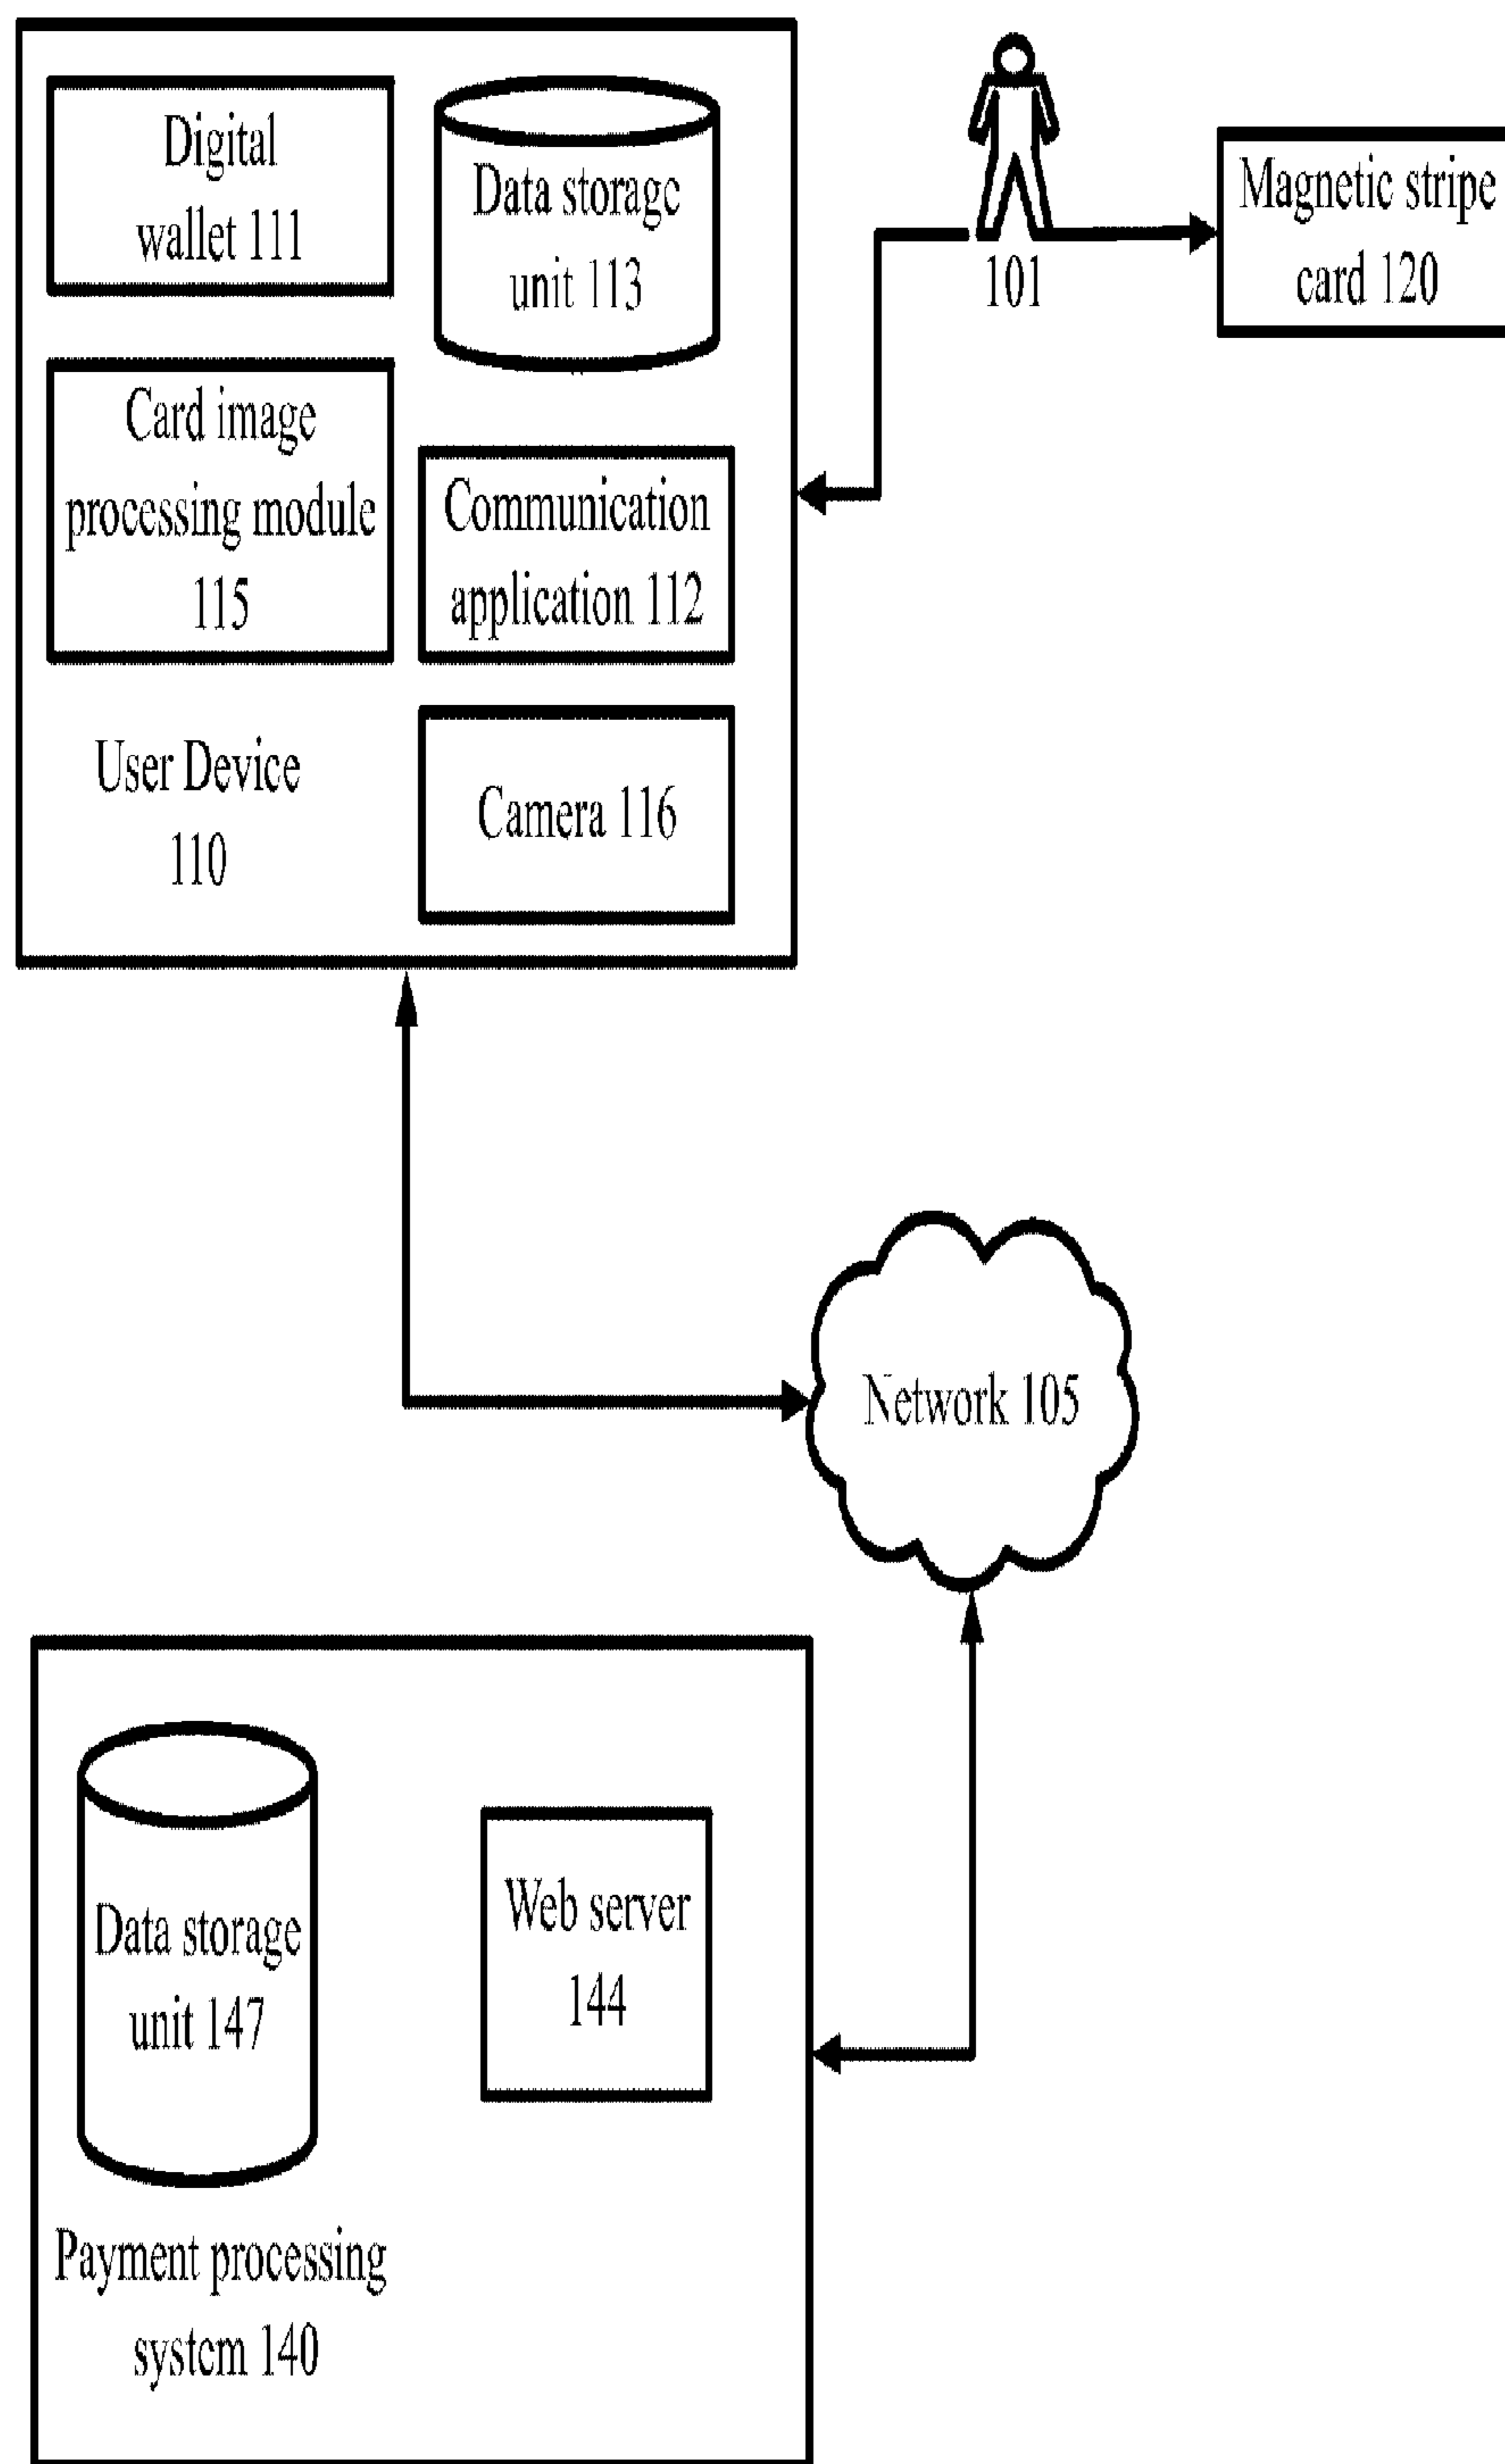 Digital
wallet 111
Data storage
unit 113
Card image
processing module
115
Communication
application 112
User Device
110
Camera 116
101
Magnetic stripe
card 120
Network 105
Data storage
unit 147
Web server
144
Payment processing
system 140